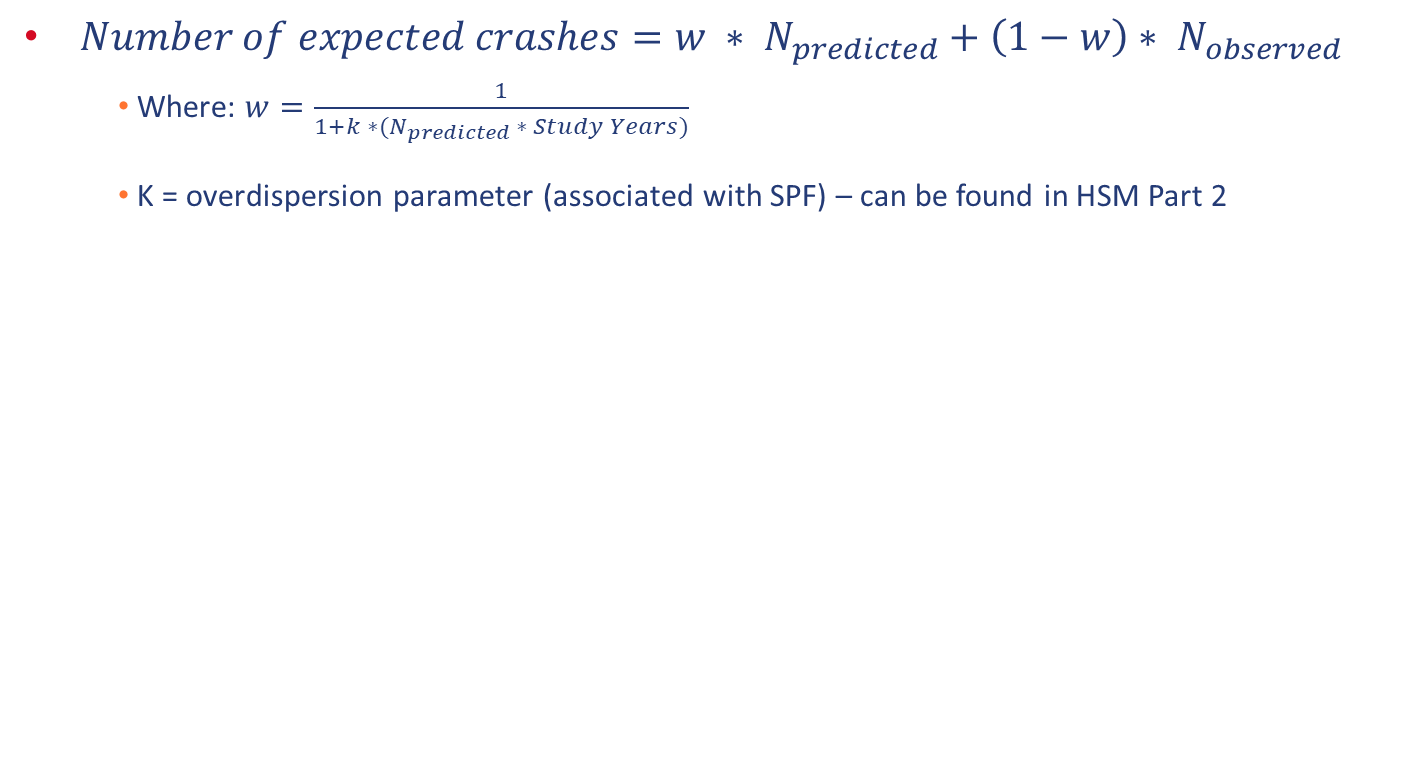 • Number of expected crashes = w * N_predicted + (1 − w) * N_observed
• Where: w = 1 / (1+k *(N_predicted * Study Years))
• K = overdispersion parameter (associated with SPF) – can be found in HSM Part 2